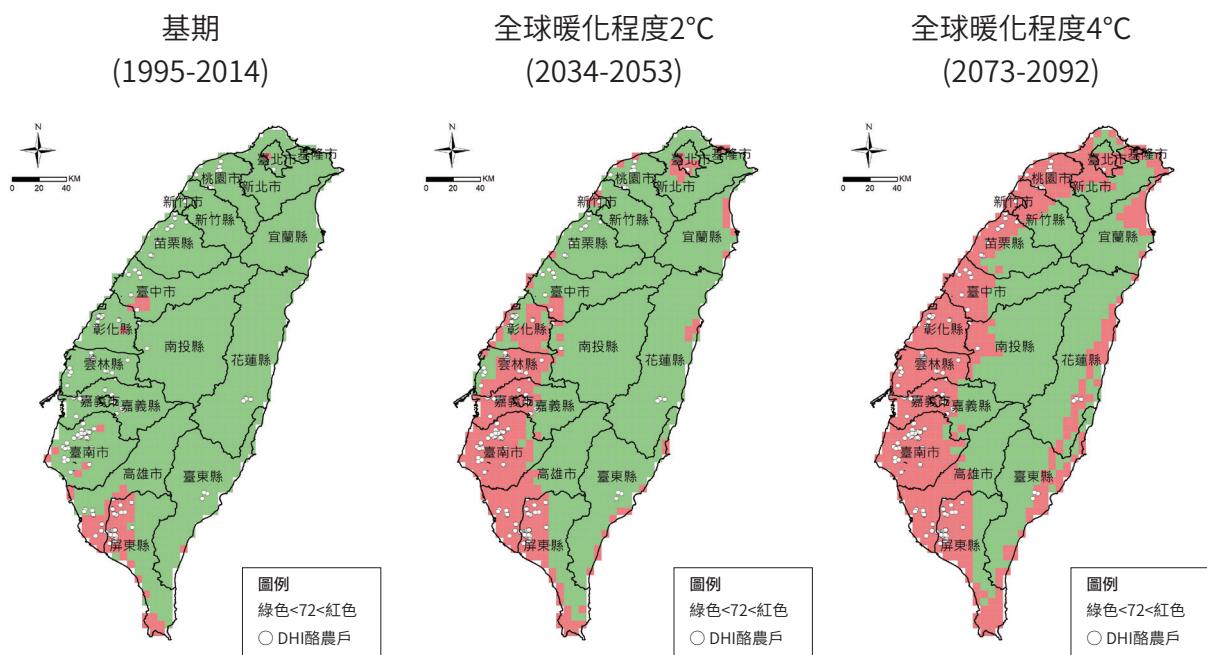 基期
(1995-2014)
全球暖化程度2°C
(2034-2053)
全球暖化程度4°C
(2073-2092)
N
0 20 40 KM
臺北市
基隆市
桃園市
新北市
新竹市
新竹縣
宜蘭縣
苗栗縣
臺中市
彰化縣
南投縣
花蓮縣
雲林縣
嘉義市
嘉義縣
臺南市
高雄市
臺東縣
屏東縣
圖例
綠色<72<紅色
○ DHI酪農戶
N
0 20 40 KM
臺北市
基隆市
桃園市
新北市
新竹市
新竹縣
宜蘭縣
苗栗縣
臺中市
彰化縣
南投縣
花蓮縣
雲林縣
嘉義市
嘉義縣
臺南市
高雄市
臺東縣
屏東縣
圖例
綠色<72<紅色
○ DHI酪農戶
N
0 20 40 KM
臺北市
基隆市
桃園市
新北市
新竹市
新竹縣
宜蘭縣
苗栗縣
臺中市
彰化縣
南投縣
花蓮縣
雲林縣
嘉義市
嘉義縣
臺南市
高雄市
臺東縣
屏東縣
圖例
綠色<72<紅色
○ DHI酪農戶